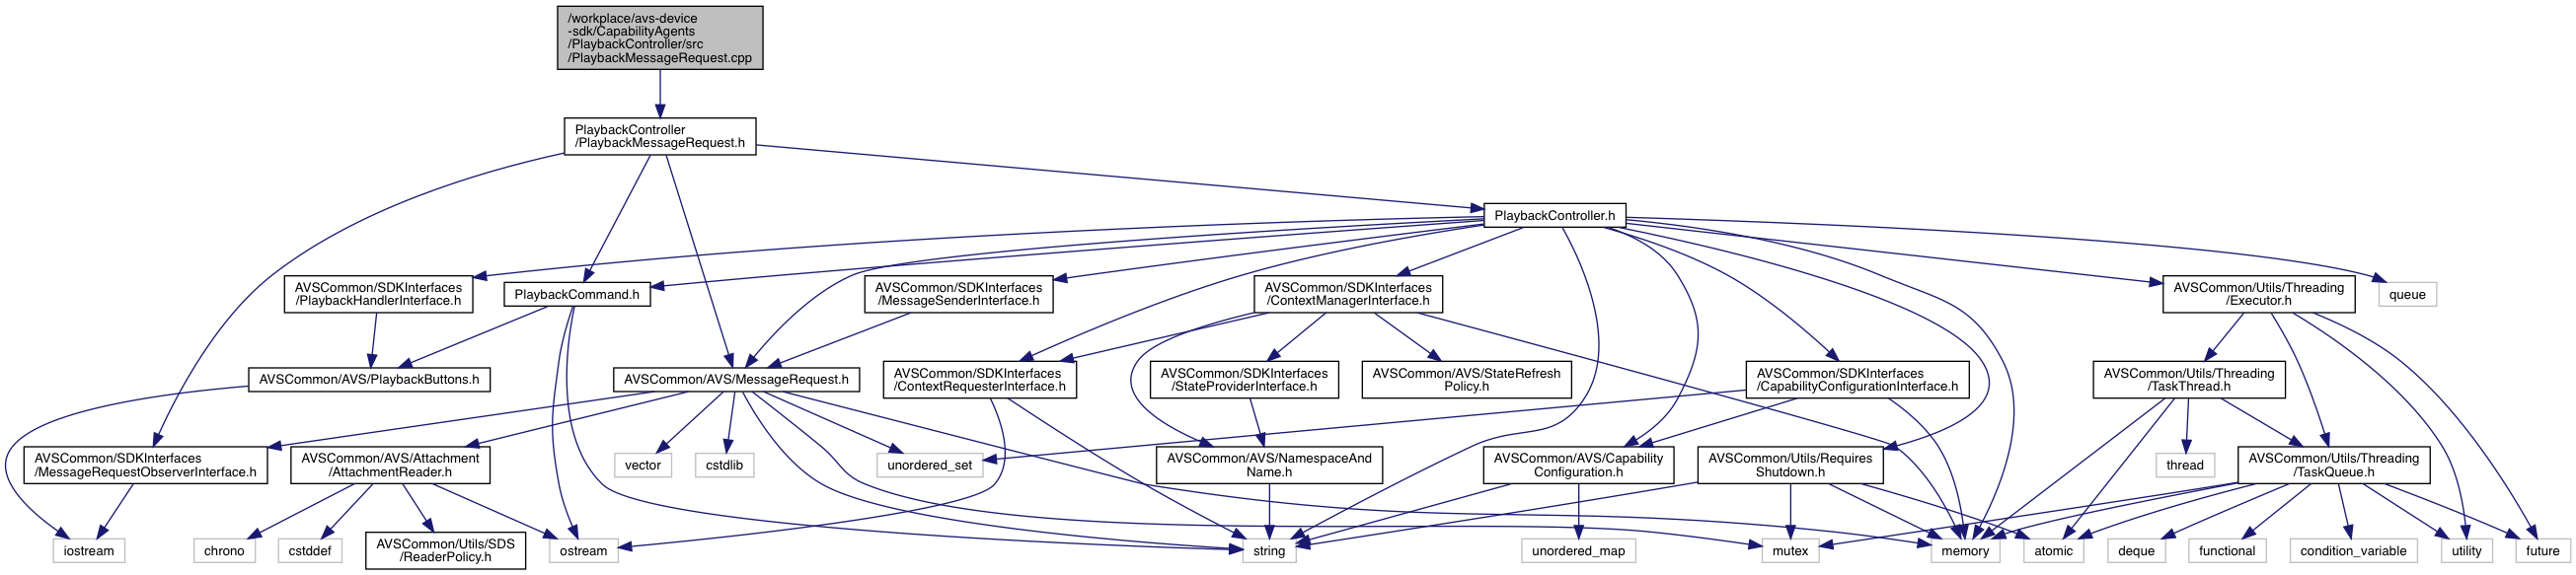 /workplace/avs-device
-sdk/CapabilityAgents
/PlaybackController/src
/PlaybackMessageRequest.cpp
PlaybackController
/PlaybackMessageRequest.h
PlaybackController.h
AVSCommon/SDKInterfaces
/PlaybackHandlerInterface.h
PlaybackCommand.h
AVSCommon/SDKInterfaces
/MessageSenderInterface.h
AVSCommon/SDKInterfaces
/ContextManagerInterface.h
AVSCommon/Utils/Threading
/Executor.h
queue
AVSCommon/AVS/PlaybackButtons.h
AVSCommon/AVS/MessageRequest.h
AVSCommon/SDKInterfaces
/ContextRequesterInterface.h
AVSCommon/SDKInterfaces
/StateProviderInterface.h
AVSCommon/AVS/StateRefresh
Policy.h
AVSCommon/SDKInterfaces
/CapabilityConfigurationInterface.h
AVSCommon/Utils/Threading
/TaskThread.h
AVSCommon/SDKInterfaces
/MessageRequestObserverInterface.h
AVSCommon/AVS/Attachment
/AttachmentReader.h
vector
cstdlib
unordered_set
AVSCommon/AVS/NamespaceAnd
Name.h
AVSCommon/AVS/Capability
Configuration.h
AVSCommon/Utils/Requires
Shutdown.h
thread
AVSCommon/Utils/Threading
/TaskQueue.h
iostream
chrono
cstddef
AVSCommon/Utils/SDS
/ReaderPolicy.h
ostream
string
unordered_map
mutex
memory
atomic
deque
functional
condition_variable
utility
future